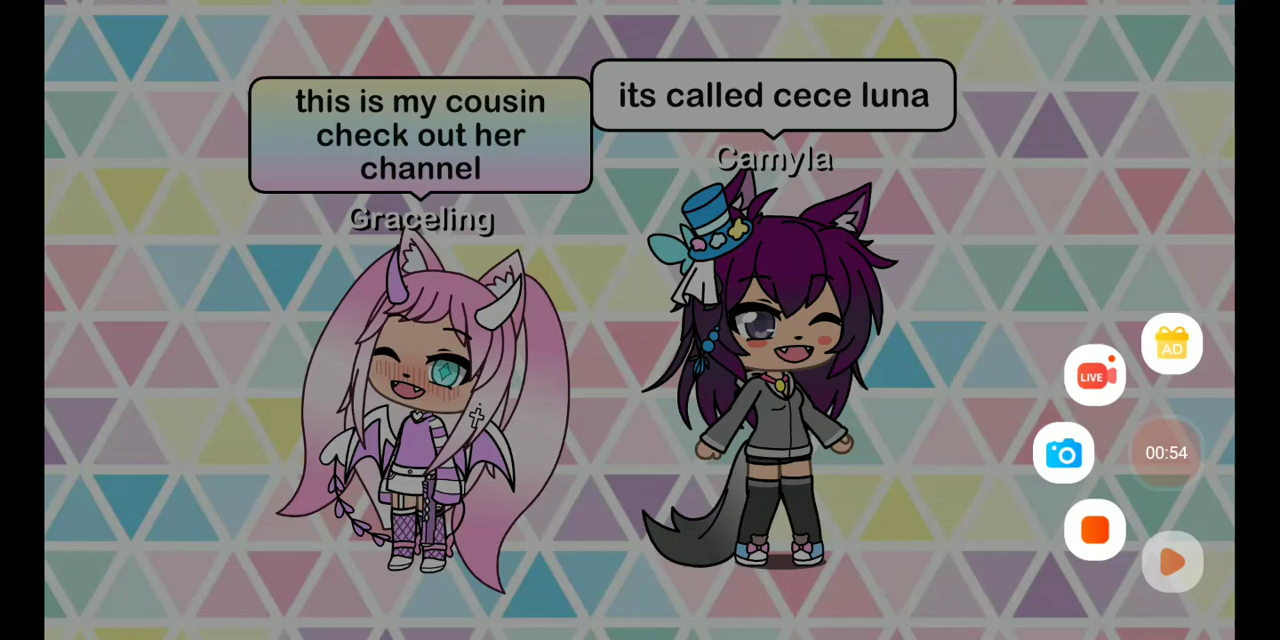 this is my cousin
check out her
channel
its called cece luna
Camyla
Graceling
AD
LIVE
00:54